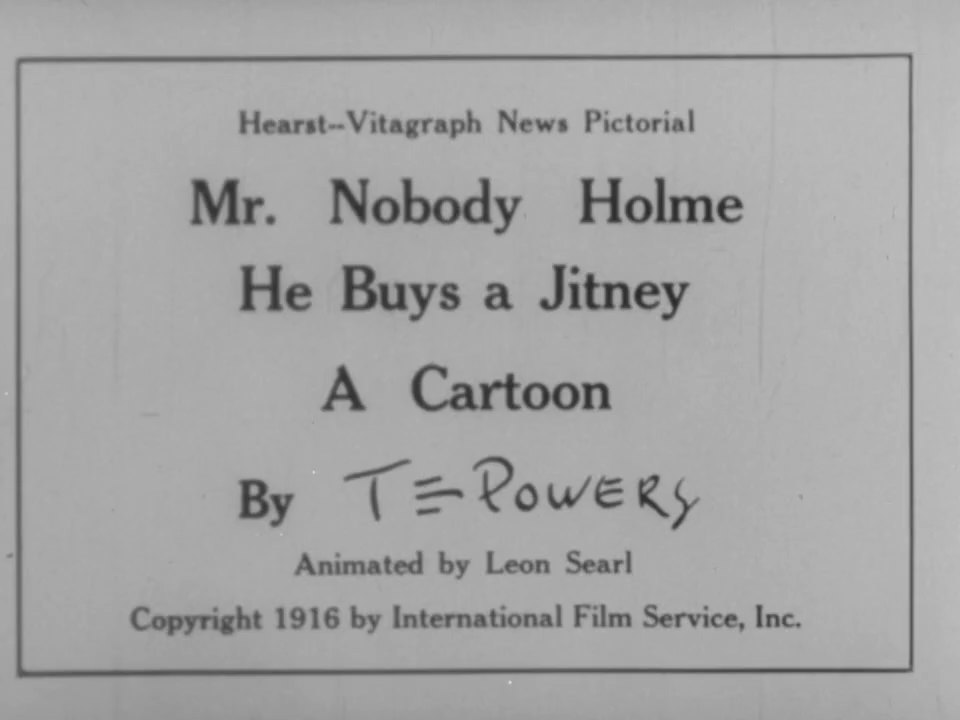 Hearst--Vitagraph News Pictorial
Mr. Nobody Holme
He Buys a Jitney
A Cartoon
By T E Powers
Animated by Leon Searl
Copyright 1916 by International Film Service, Inc.